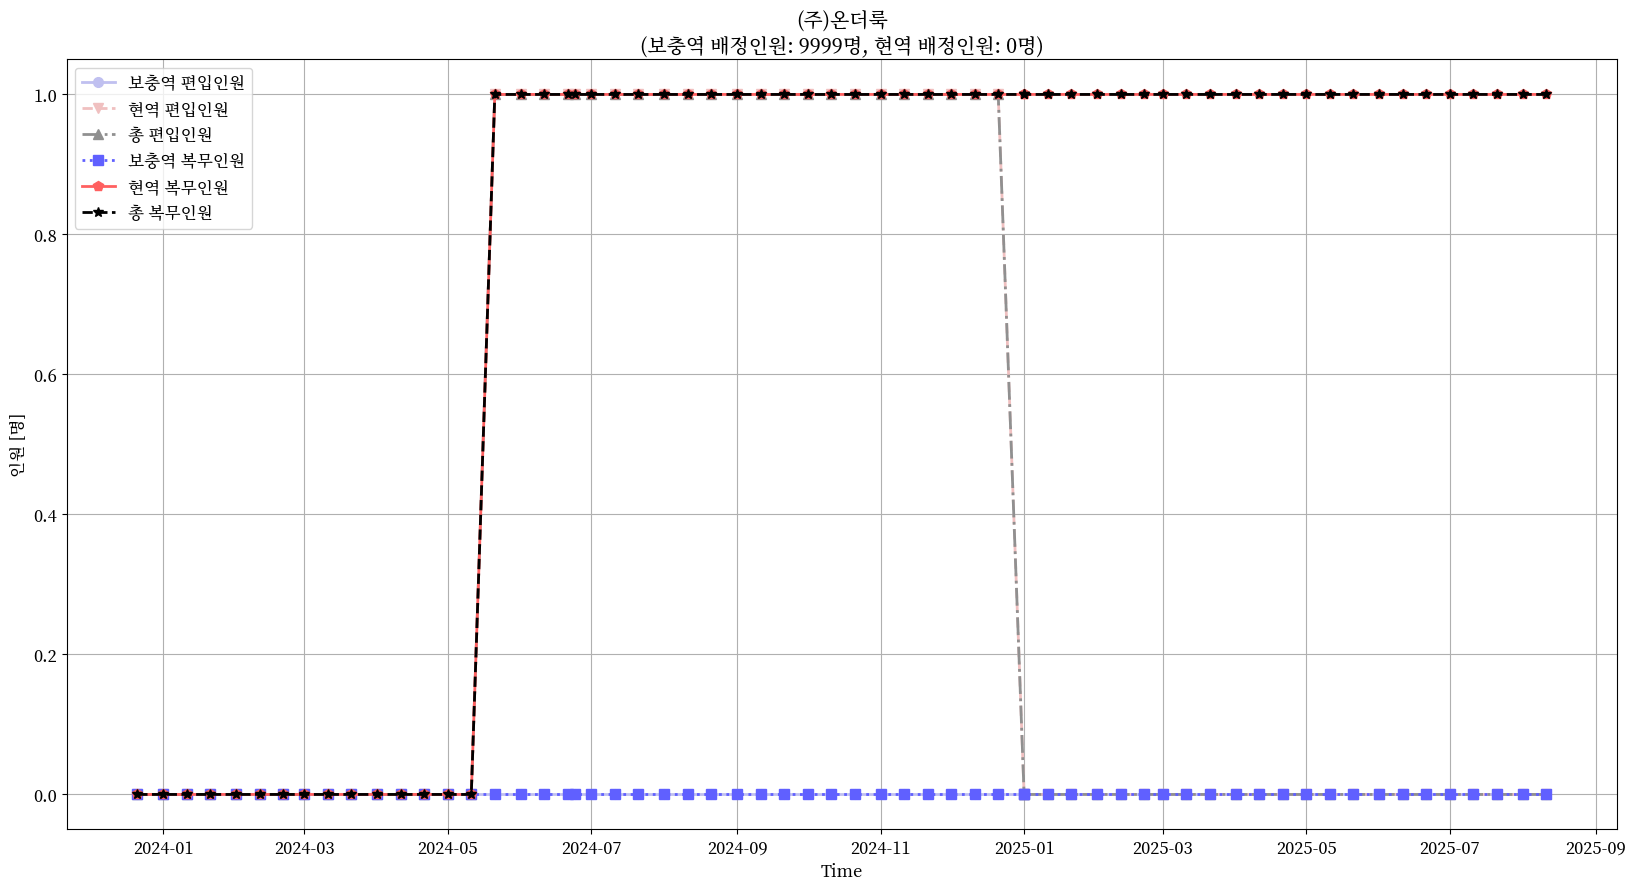 (주)온더룩
(보충역 배정인원: 9999명, 현역 배정인원: 0명)
보충역 편입인원
현역 편입인원
총 편입인원
보충역 복무인원
현역 복무인원
총 복무인원
1.0
0.8
0.6
0.4
0.2
0.0
인원 [명]
2024-01
2024-03
2024-05
2024-07
2024-09
2024-11
2025-01
2025-03
2025-05
2025-07
2025-09
Time